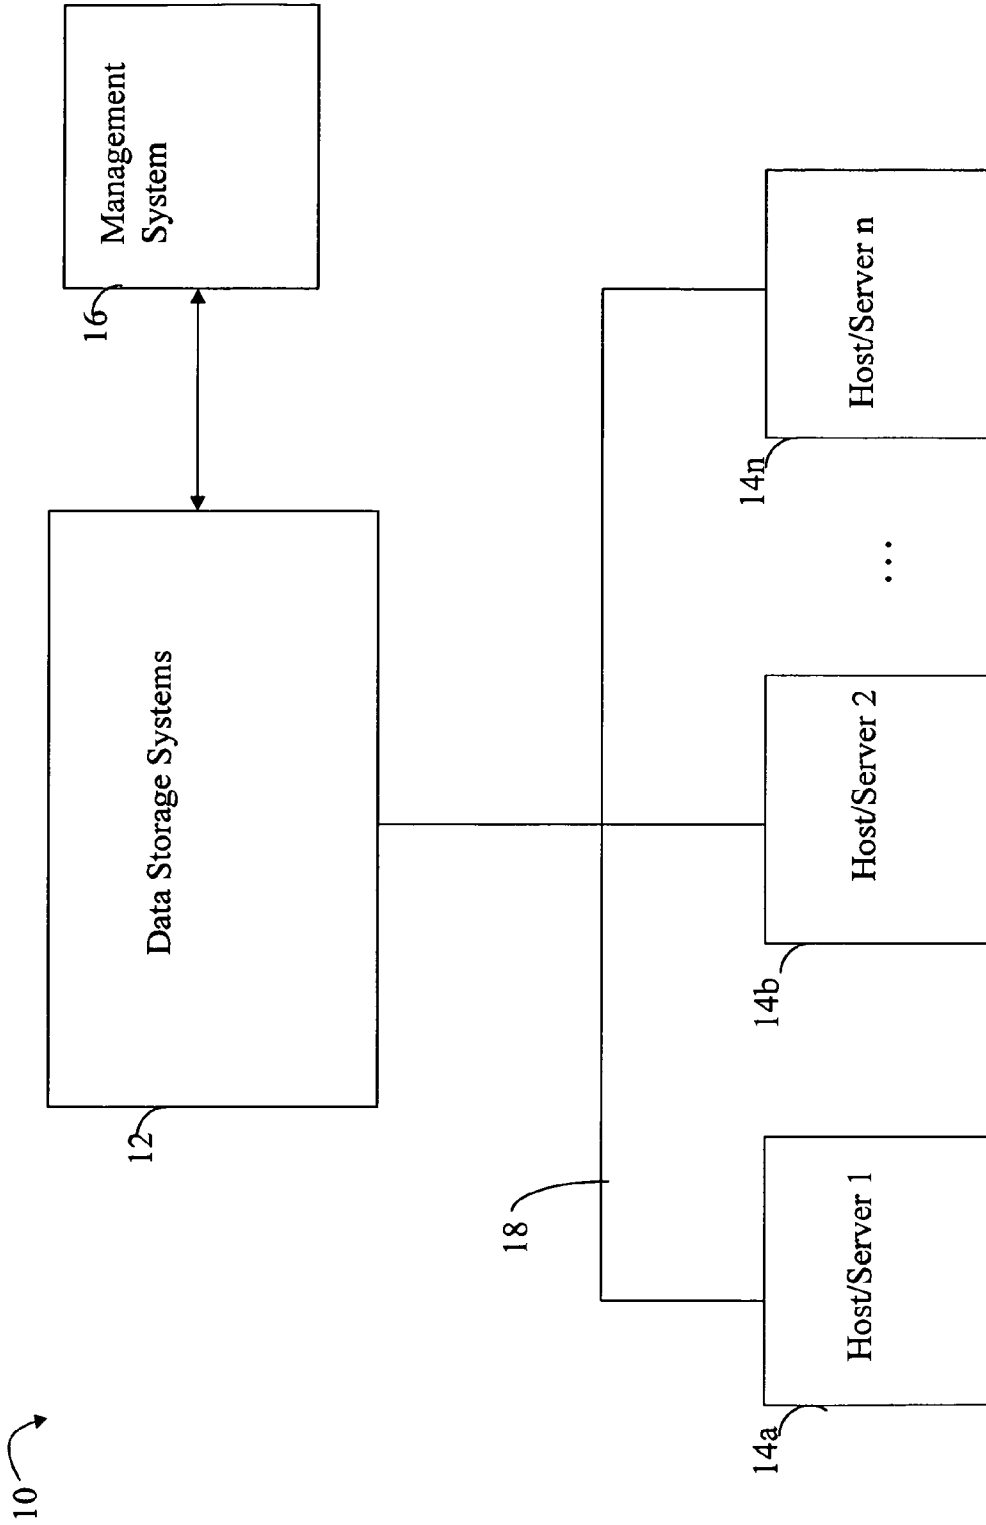 10
Management
System
16
Data Storage Systems
12
18
Host/Server 1
14a
Host/Server 2
14b
...
Host/Server n
14n